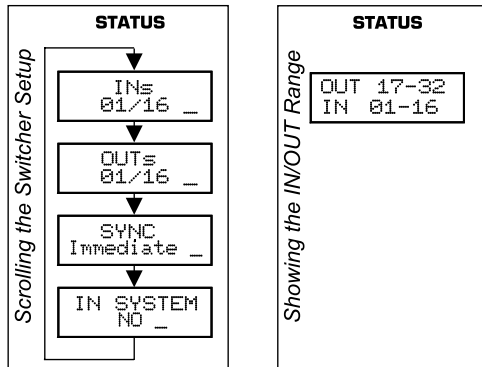 STATUS
Scrolling the Switcher Setup
INs
01/16 _
OUTs
01/16 _
SYNC
Immediate _
IN SYSTEM
NO _
STATUS
Showing the IN/OUT Range
OUT 17-32
IN 01-16